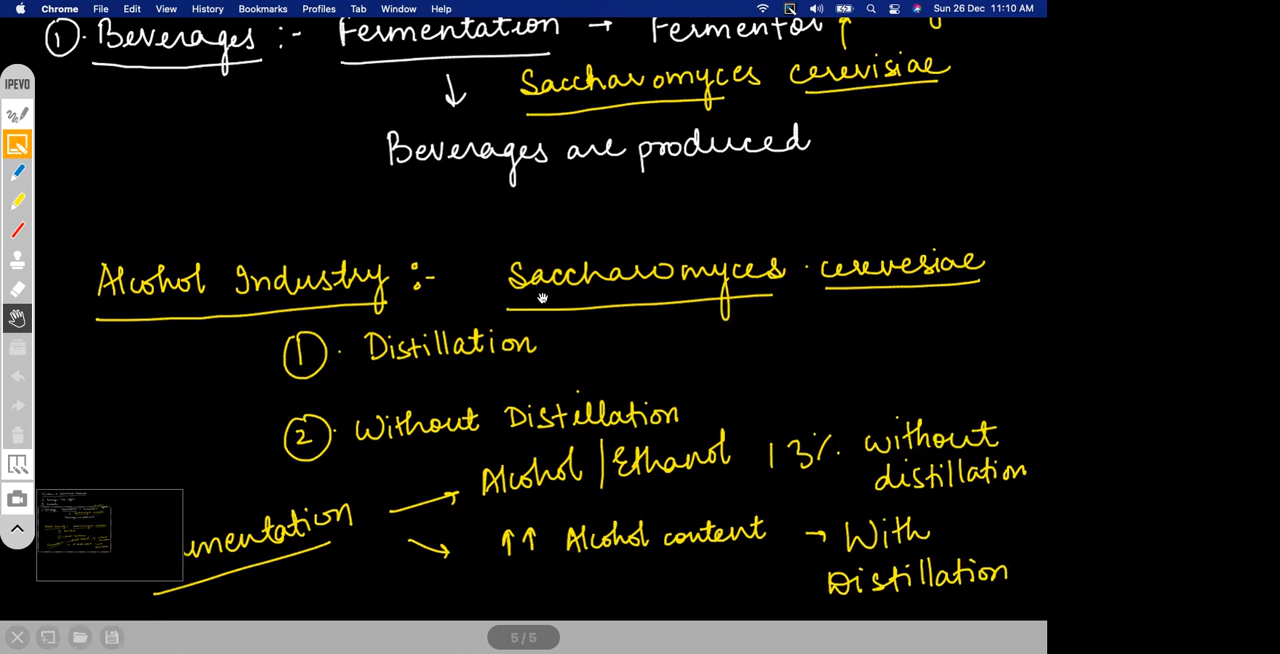 Chrome File Edit View History Bookmarks Profiles Tab Window Help Sun 26 Dec 11:10 AM
① . Beverages :- Fermentation → Fermentor ↑
IPEVO
Saccharomyces cerevisiae
↓
Beverages are produced
Alcohol Industry :- Saccharomyces . cerevesiae
① . Distillation
② . Without Distillation
Alcohol / Ethanol 13 % without
distillation
mentation
↑↑ Alcohol content → With
Distillation
5 / 5